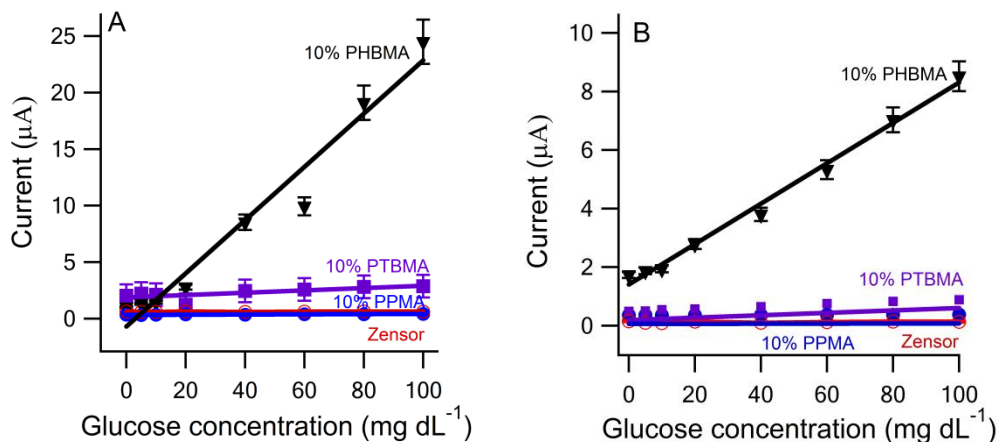 A
25
20
15
10
5
0
Current (μA)
10% PHBMA
10% PTBMA
10% PPMA
Zensor
0 20 40 60 80 100
Glucose concentration (mg dL⁻¹)
B
10
8
6
4
2
0
Current (μA)
10% PHBMA
10% PTBMA
10% PPMA
Zensor
0 20 40 60 80 100
Glucose concentration (mg dL⁻¹)